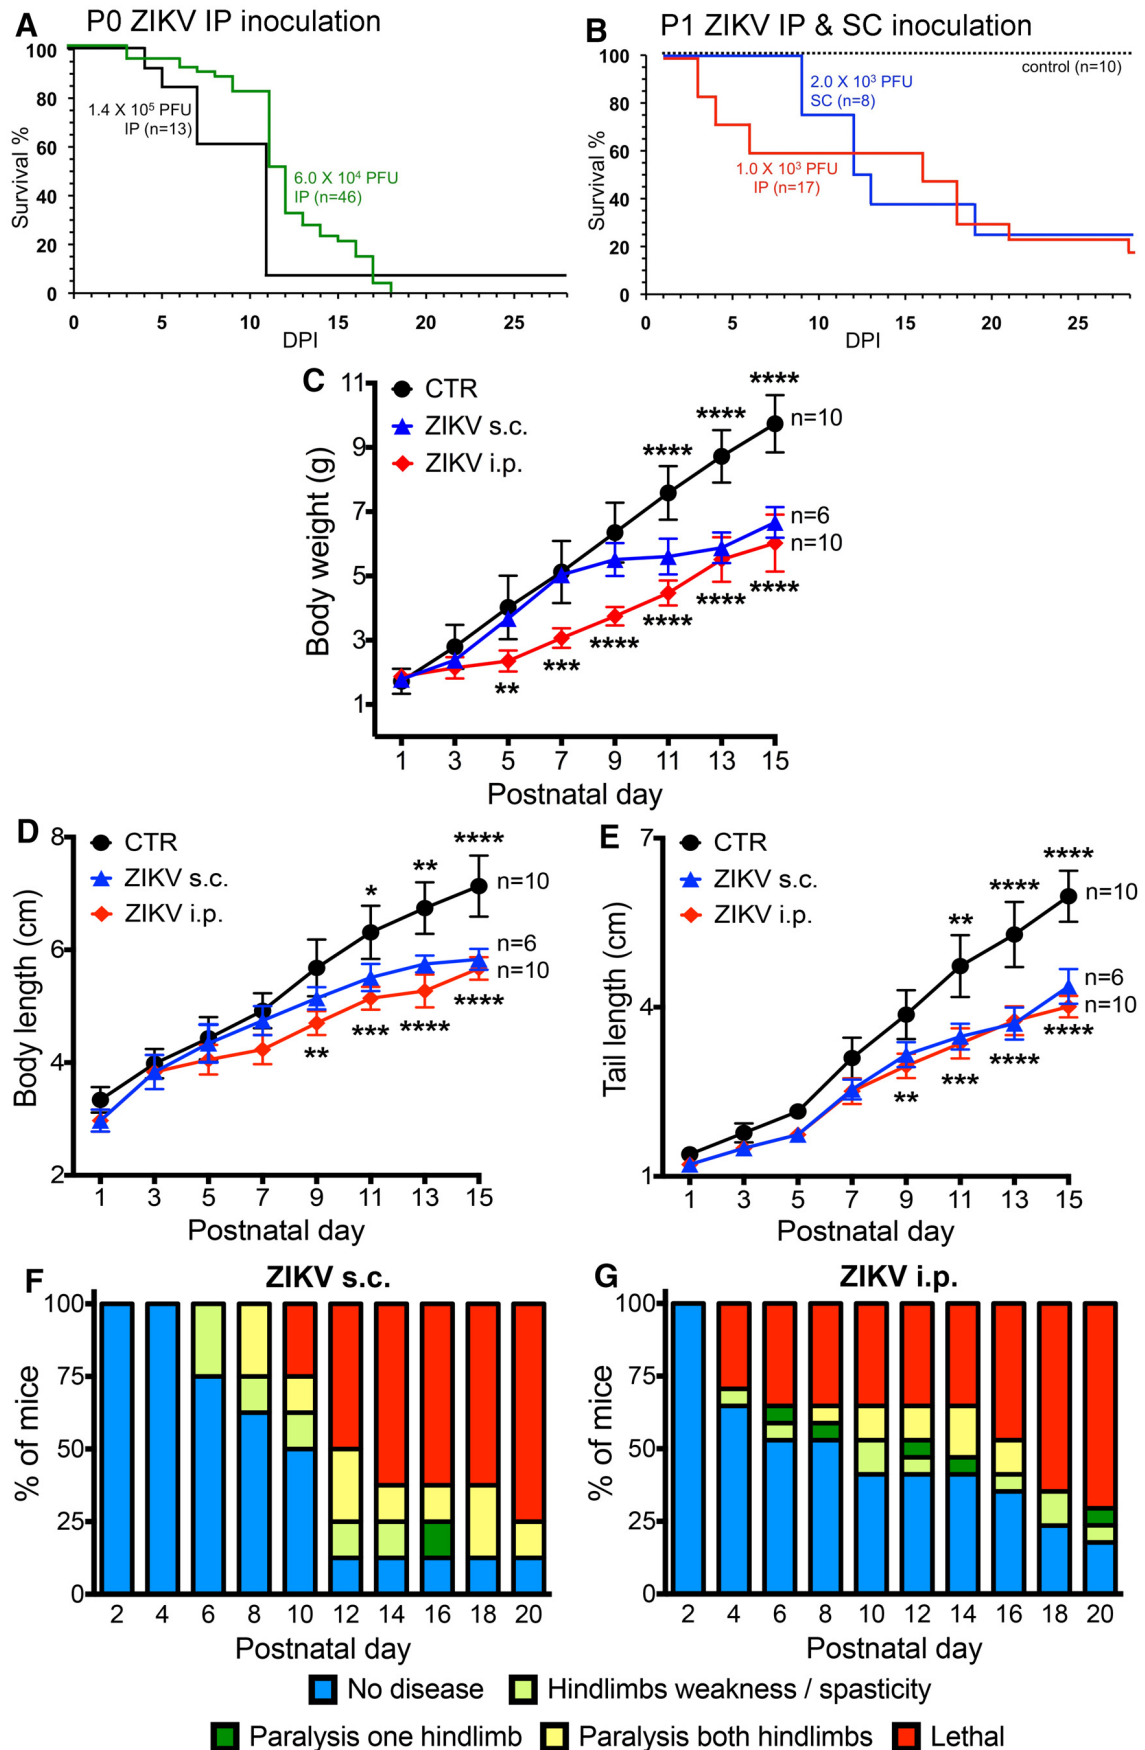 A
P0 ZIKV IP inoculation
100
80
60
40
20
0
Survival %
1.4 X 10⁵ PFU
IP (n=13)
6.0 X 10⁴ PFU
IP (n=46)
0 5 10 15 20 25
DPI
B
P1 ZIKV IP & SC inoculation
100
80
60
40
20
0
Survival %
control (n=10)
2.0 X 10³ PFU
SC (n=8)
1.0 X 10³ PFU
IP (n=17)
0 5 10 15 20 25
DPI
C
11
9
7
5
3
1
Body weight (g)
CTR
ZIKV s.c.
ZIKV i.p.
**** **** ****
n=10
n=6
n=10
** *** **** **** **** ****
1 3 5 7 9 11 13 15
Postnatal day
D
8
6
4
2
Body length (cm)
CTR
ZIKV s.c.
ZIKV i.p.
* ** ****
n=10
n=6
n=10
** *** **** ****
1 3 5 7 9 11 13 15
Postnatal day
E
7
4
1
Tail length (cm)
CTR
ZIKV s.c.
ZIKV i.p.
** **** ****
n=10
n=6
n=10
** *** **** ****
1 3 5 7 9 11 13 15
Postnatal day
F
ZIKV s.c.
100
75
50
25
0
% of mice
2 4 6 8 10 12 14 16 18 20
Postnatal day
G
ZIKV i.p.
100
75
50
25
0
% of mice
2 4 6 8 10 12 14 16 18 20
Postnatal day
No disease
Hindlimbs weakness / spasticity
Paralysis one hindlimb
Paralysis both hindlimbs
Lethal